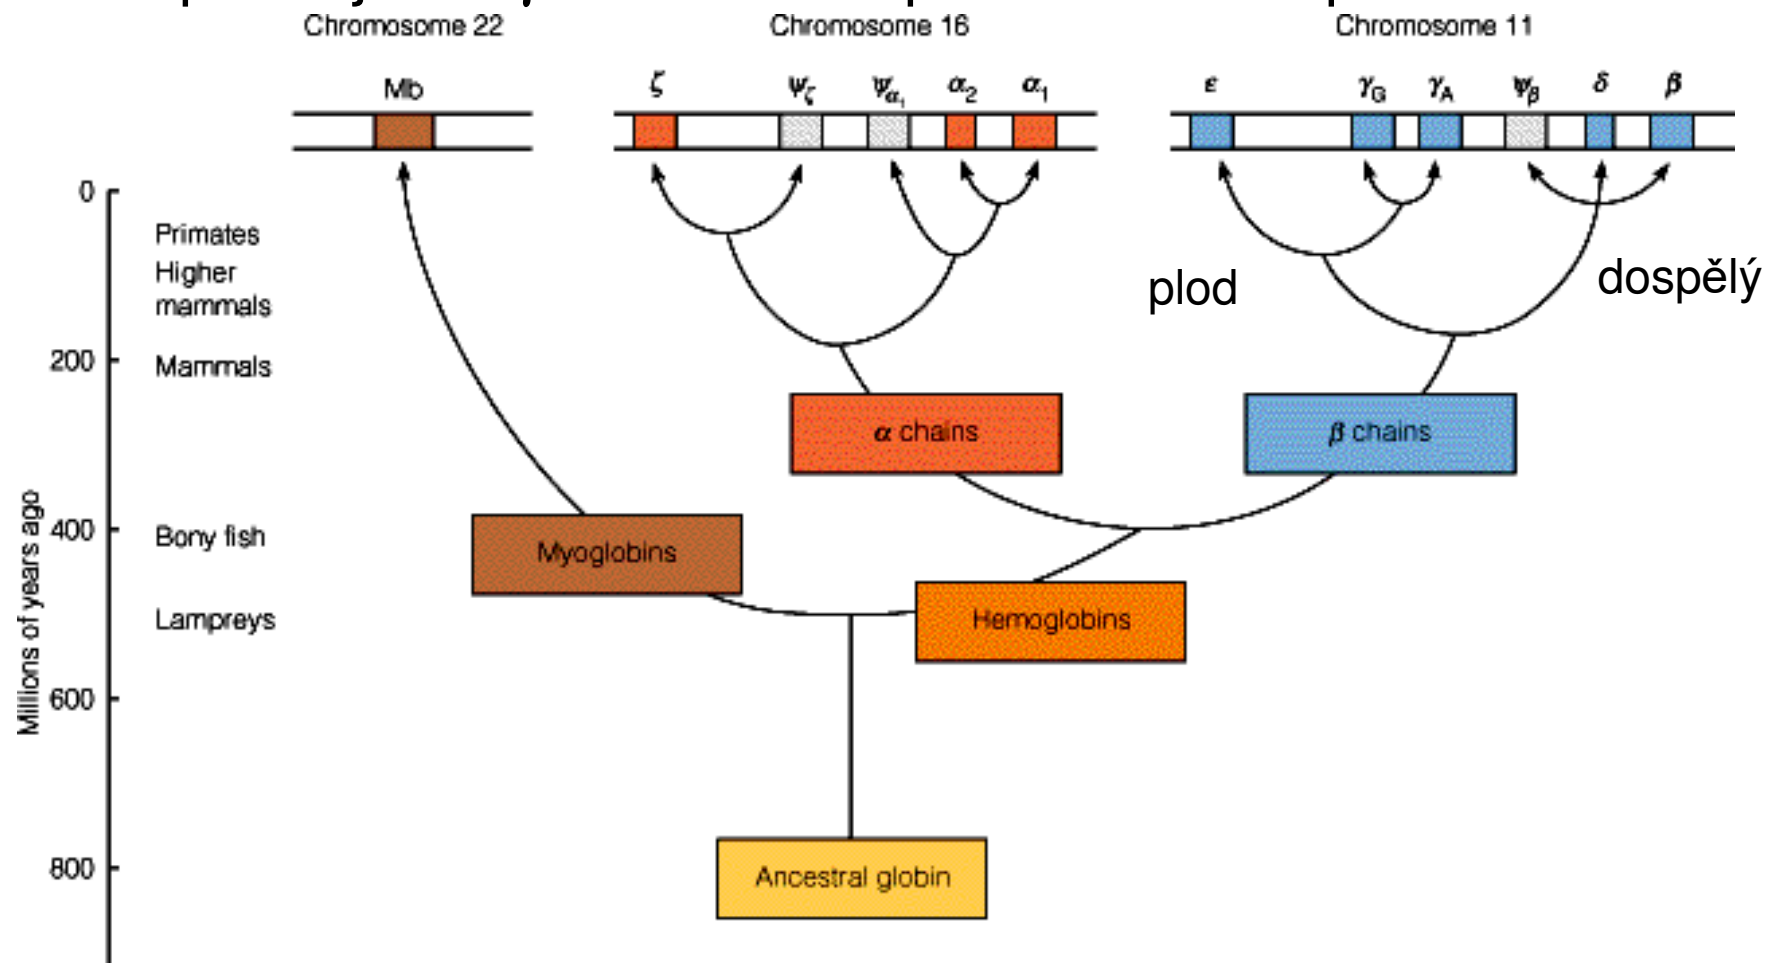 Chromosome 22
Chromosome 16
Chromosome 11
Mb
ζ ψζ ψα1 α2 α1
ε γG γA ψβ δ β
0
Primates
Higher
mammals
plod
dospělý
200
Mammals
α chains
β chains
Millions of years ago
400
Bony fish
Myoglobins
Lampreys
Hemoglobins
600
800
Ancestral globin